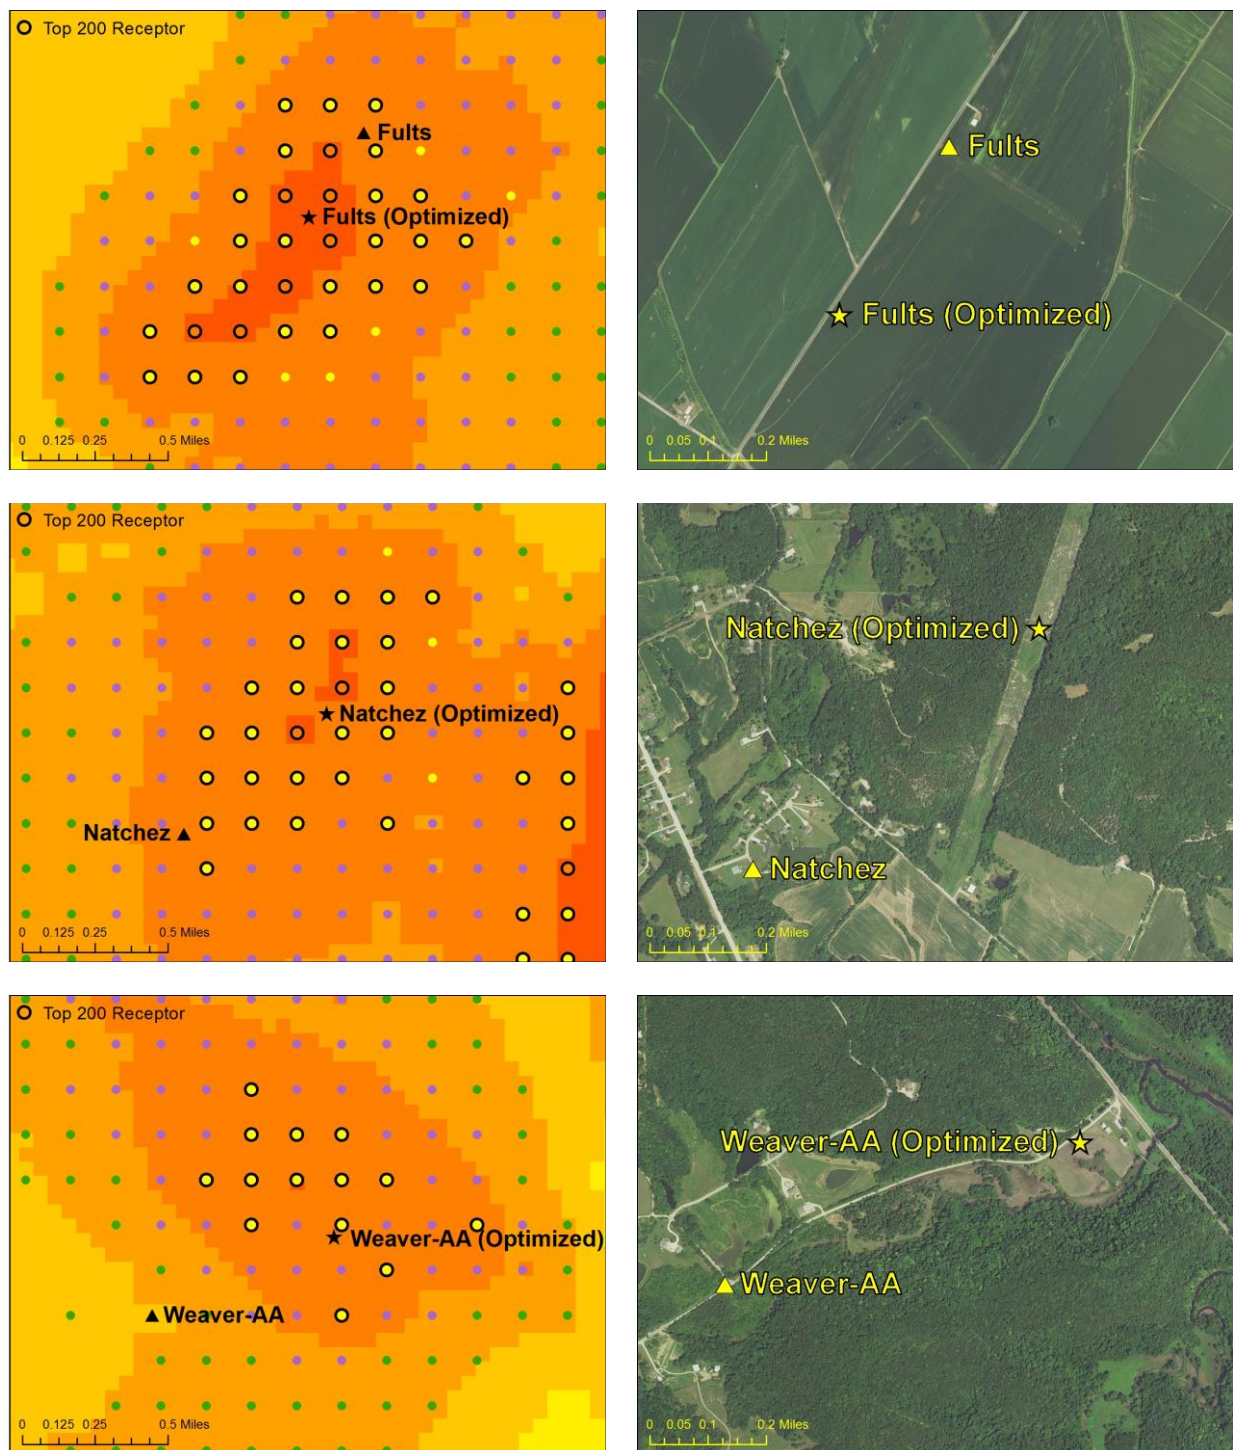 Top 200 Receptor
Fults
Fults (Optimized)
0 0.125 0.25 0.5 Miles
Fults
Fults (Optimized)
0 0.05 0.1 0.2 Miles
Top 200 Receptor
Natchez (Optimized)
Natchez
0 0.125 0.25 0.5 Miles
Natchez (Optimized)
Natchez
0 0.05 0.1 0.2 Miles
Top 200 Receptor
Weaver-AA (Optimized)
Weaver-AA
0 0.125 0.25 0.5 Miles
Weaver-AA (Optimized)
Weaver-AA
0 0.05 0.1 0.2 Miles